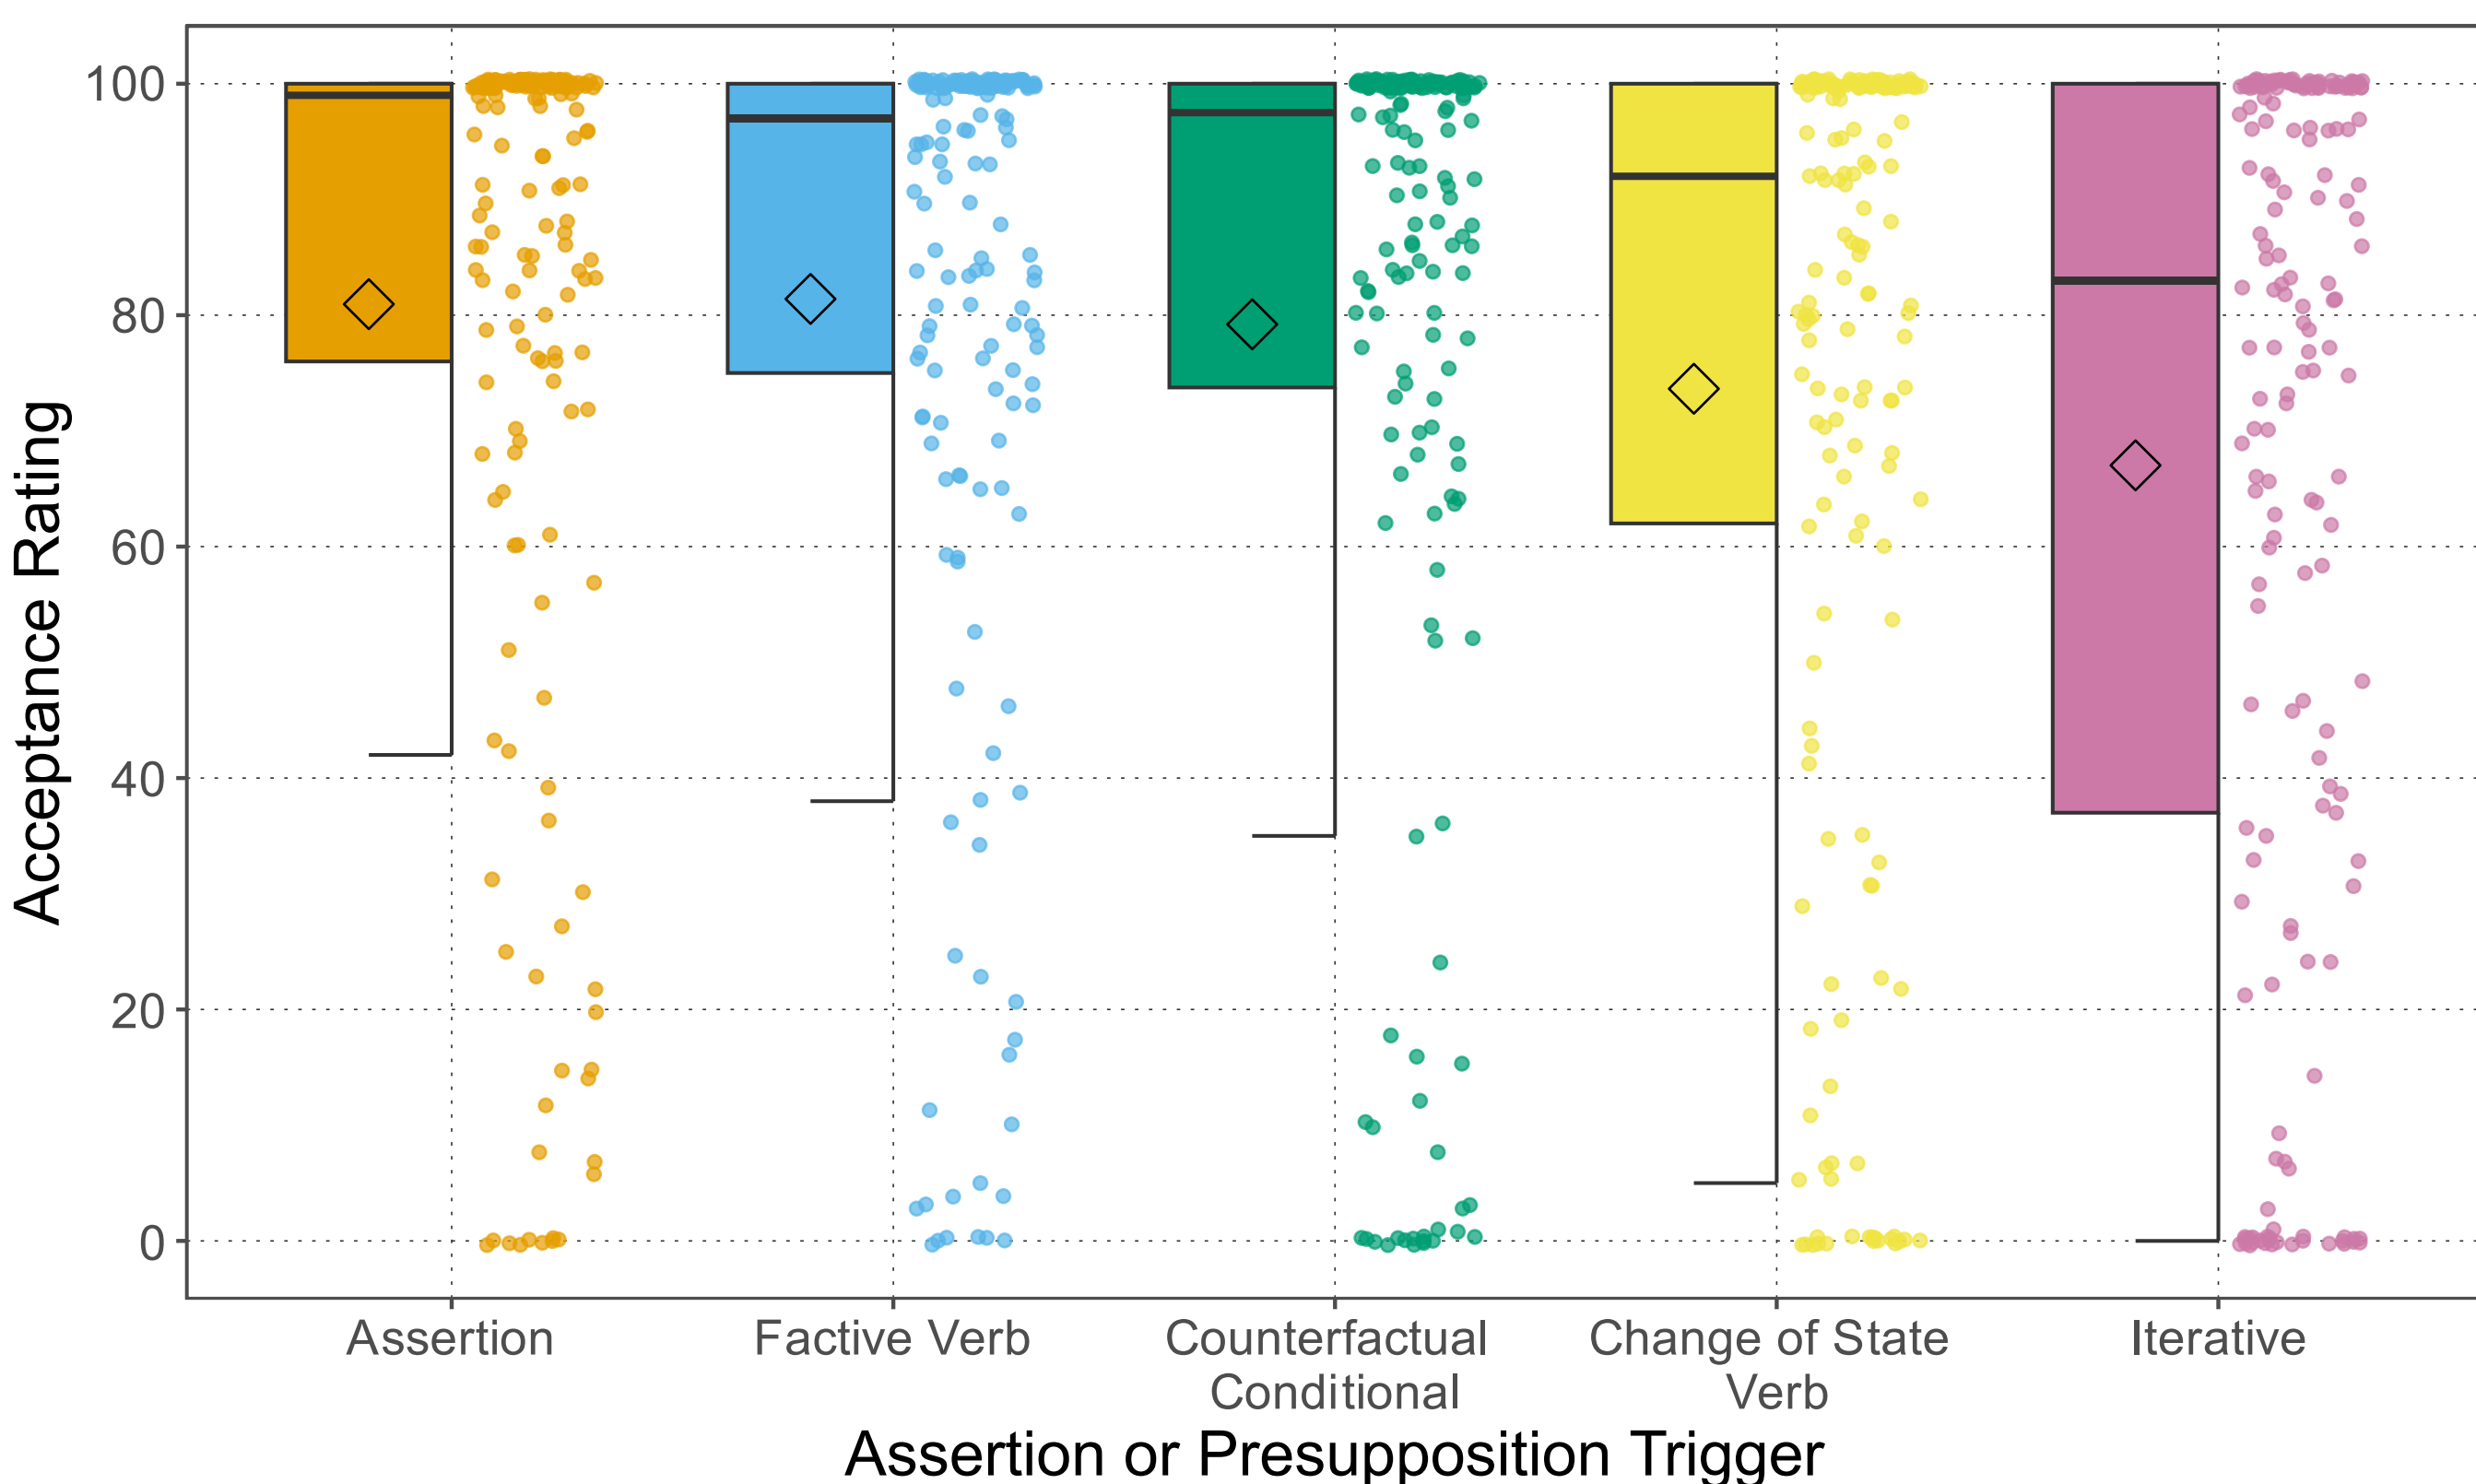 Acceptance Rating
100
80
60
40
20
0
Assertion
Factive Verb
Counterfactual
Conditional
Change of State
Verb
Iterative
Assertion or Presupposition Trigger